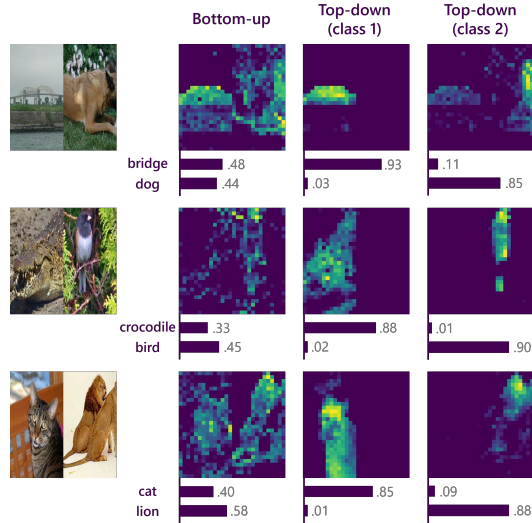 Bottom-up
Top-down
(class 1)
Top-down
(class 2)
bridge .48 .93 .11
dog .44 .03 .85
crocodile .33 .88 .01
bird .45 .02 .90
cat .40 .85 .09
lion .58 .01 .88